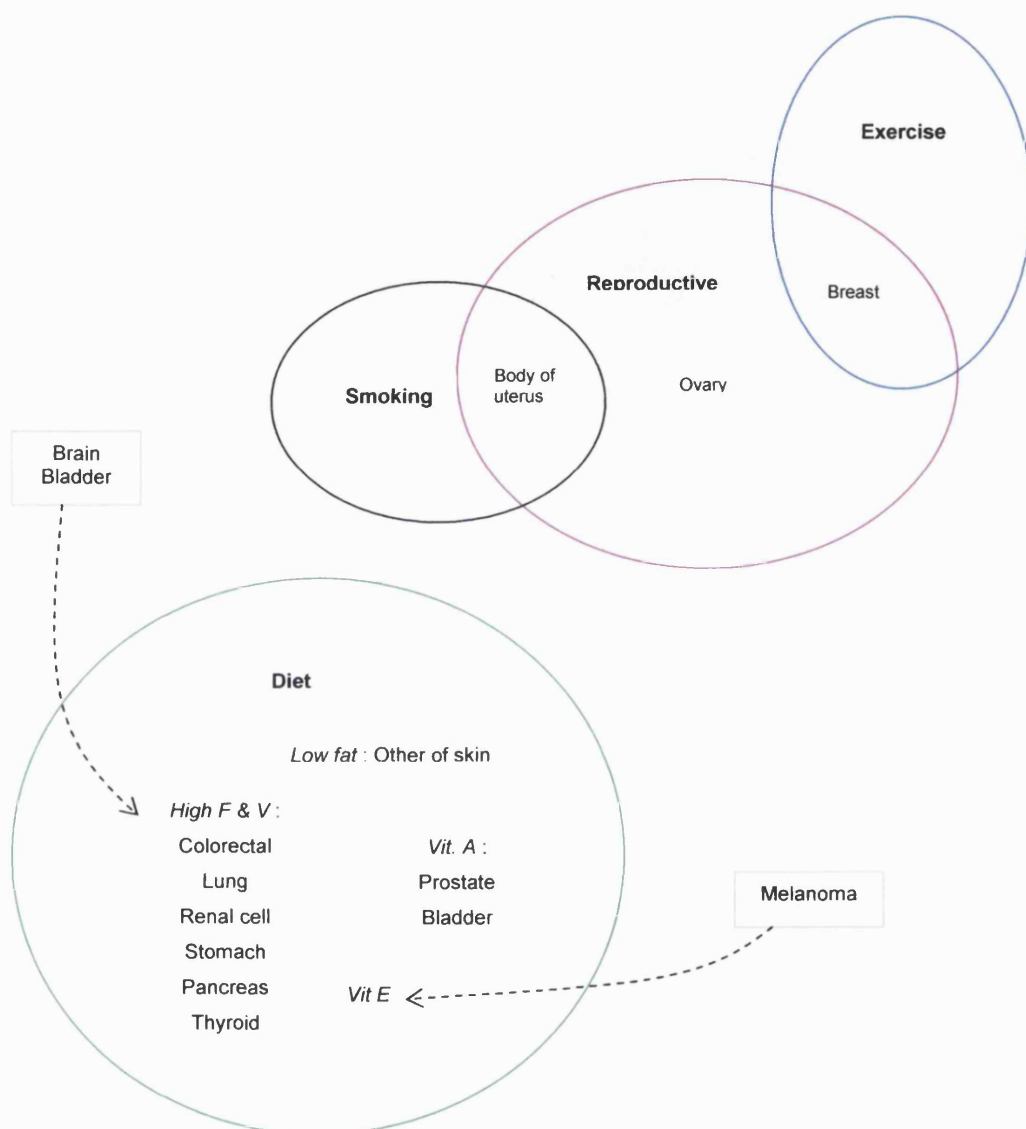 Exercise
Reproductive
Breast
Smoking
Body of
uterus
Ovary
Brain
Bladder
Diet
Low fat : Other of skin
High F & V :
Colorectal
Lung
Renal cell
Stomach
Pancreas
Thyroid
Vit. A :
Prostate
Bladder
Vit E
Melanoma